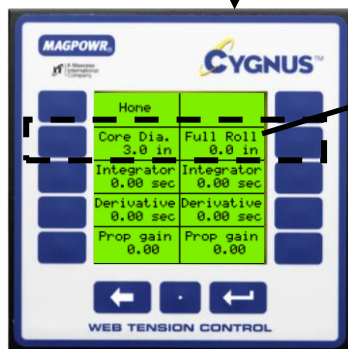 MAGPOWR®
A Maxcess
International
Company
CYGNUS™
Home
Core Dia. Full Roll
3.0 in 0.0 in
Integrator Integrator
0.00 sec 0.00 sec
Derivative Derivative
0.00 sec 0.00 sec
Prop gain Prop gain
0.00 0.00
WEB TENSION CONTROL